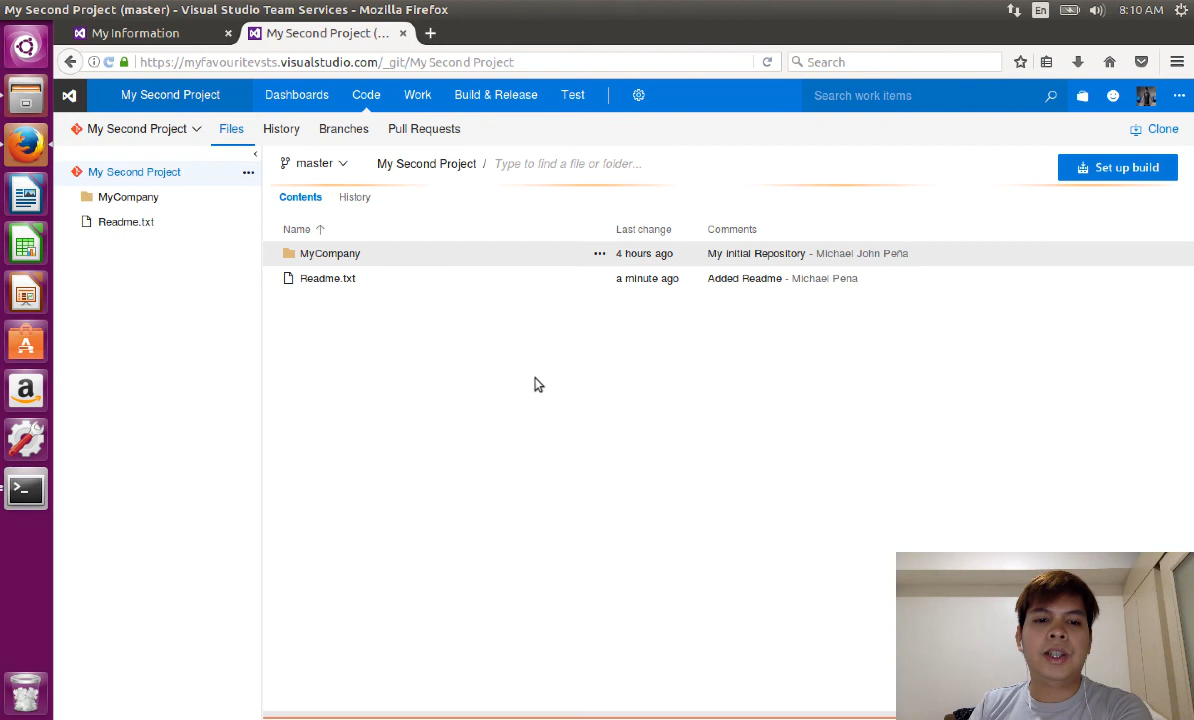 My Second Project (master) - Visual Studio Team Services - Mozilla Firefox
En
8:10 AM
My Information ×
My Second Project (... × +
https://myfavouritevsts.visualstudio.com/_git/My Second Project
Search
My Second Project
Dashboards
Code
Work
Build & Release
Test
Search work items
My Second Project
Files
History
Branches
Pull Requests
Clone
My Second Project
MyCompany
Readme.txt
master
My Second Project / Type to find a file or folder...
Set up build
Contents
History
Name ↑ Last change Comments
MyCompany ... 4 hours ago My Initial Repository - Michael John Peña
Readme.txt a minute ago Added Readme - Michael Pena